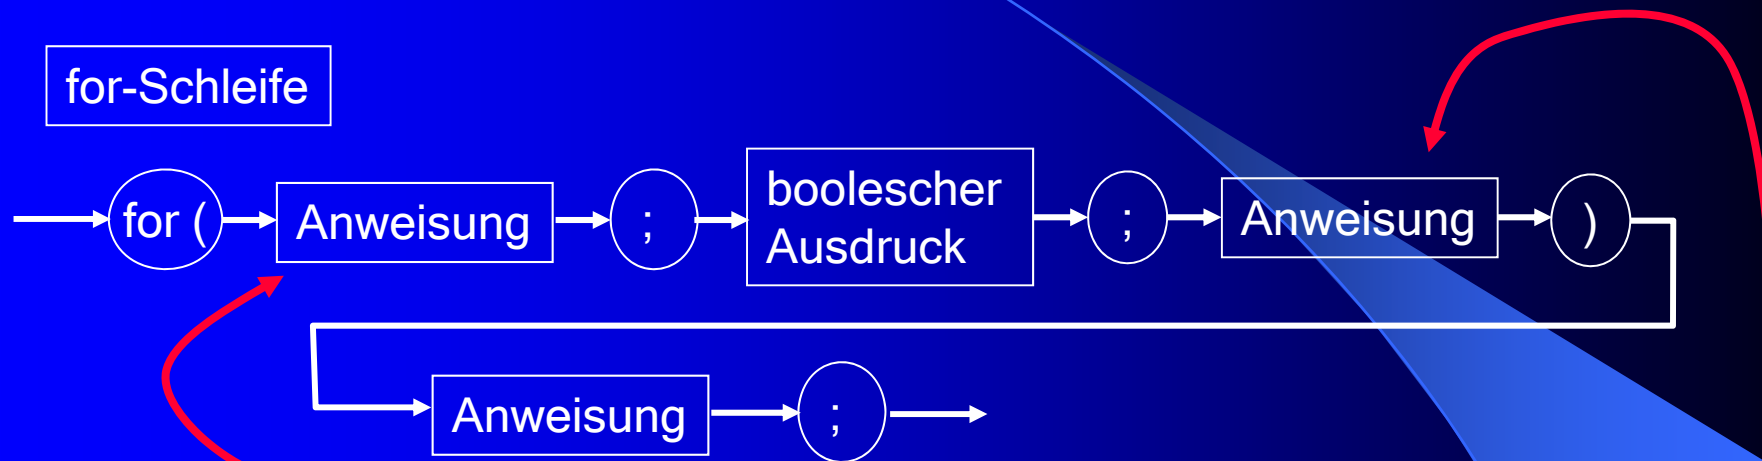 for-Schleife
for ( Anweisung ; boolescher Ausdruck ; Anweisung )
Anweisung ;